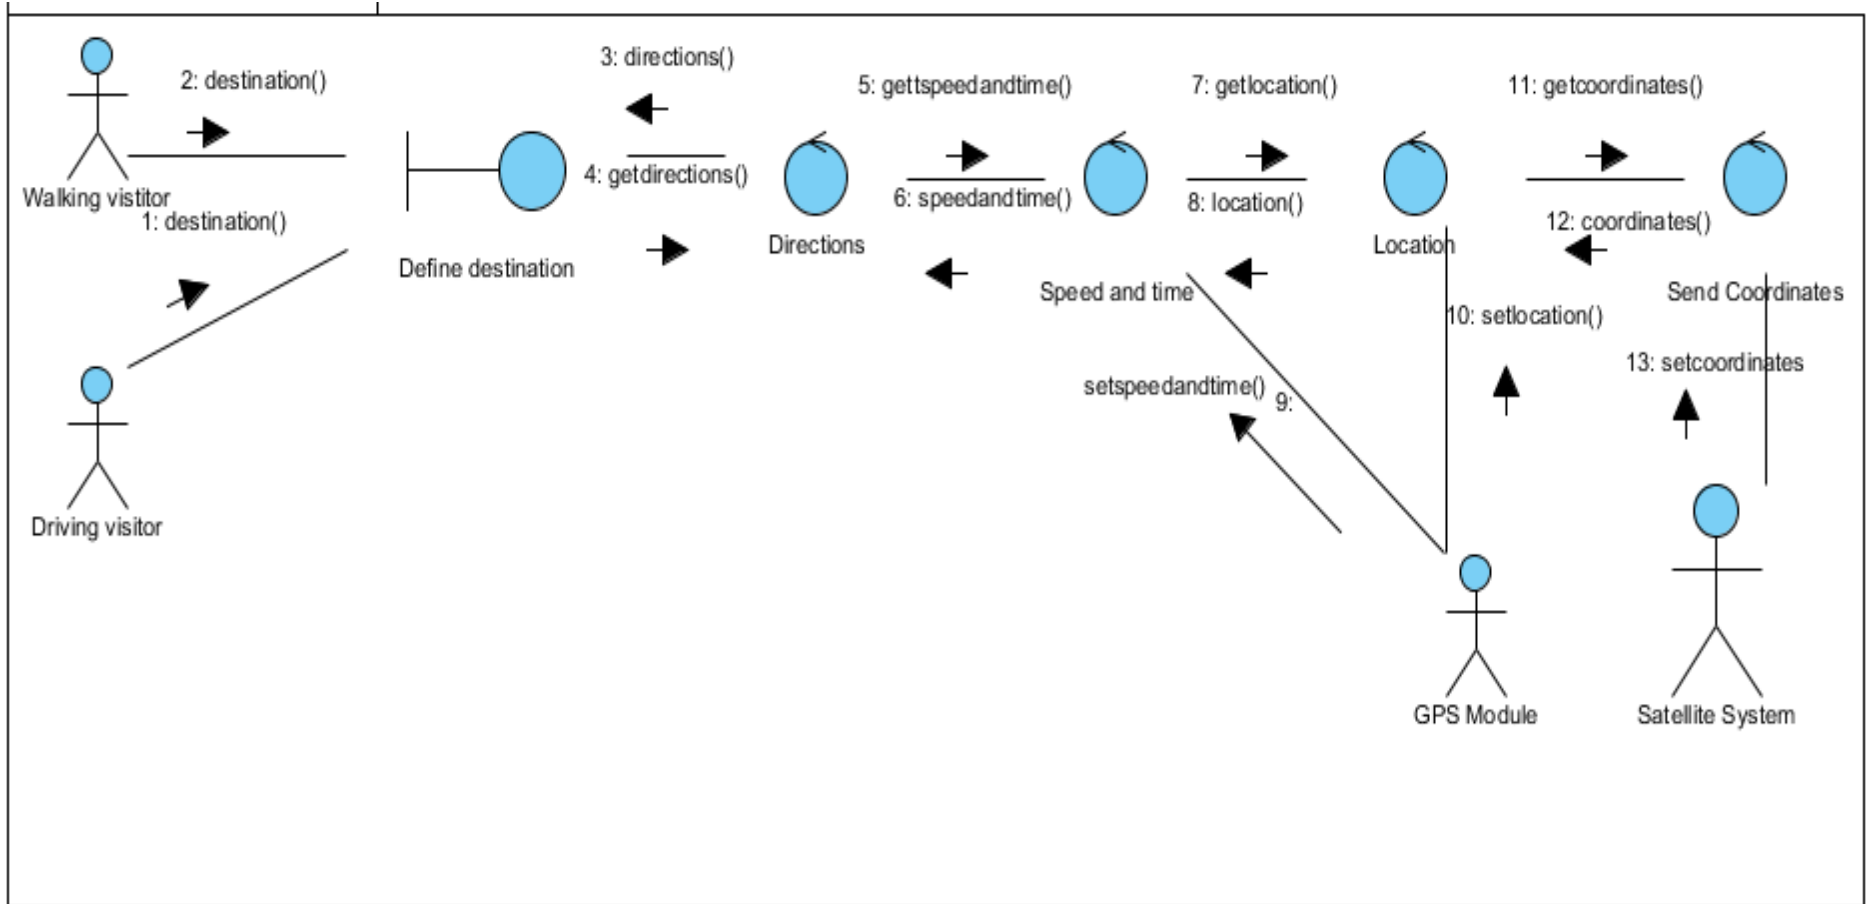 3: directions()
2: destination()
5: gettspeedandtime()
7: getlocation()
11: getcoordinates()
4: getdirections()
Walking vistitor
6: speedandtime()
8: location()
1: destination()
12: coordinates()
Directions
Location
Define destination
Speed and time
Send Coordinates
10: setlocation()
13: setcoordinates
setspeedandtime()
9:
Driving visitor
GPS Module
Satellite System